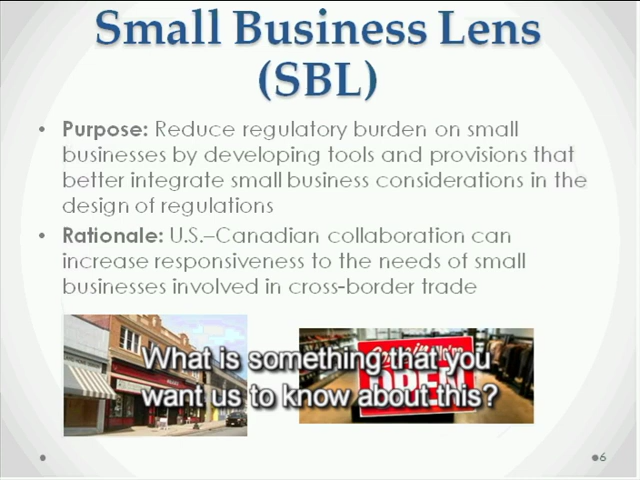 Small Business Lens
(SBL)
• Purpose: Reduce regulatory burden on small
businesses by developing tools and provisions that
better integrate small business considerations in the
design of regulations
• Rationale: U.S.–Canadian collaboration can
increase responsiveness to the needs of small
businesses involved in cross-border trade
What is something that you
want us to know about this?
OPEN
6